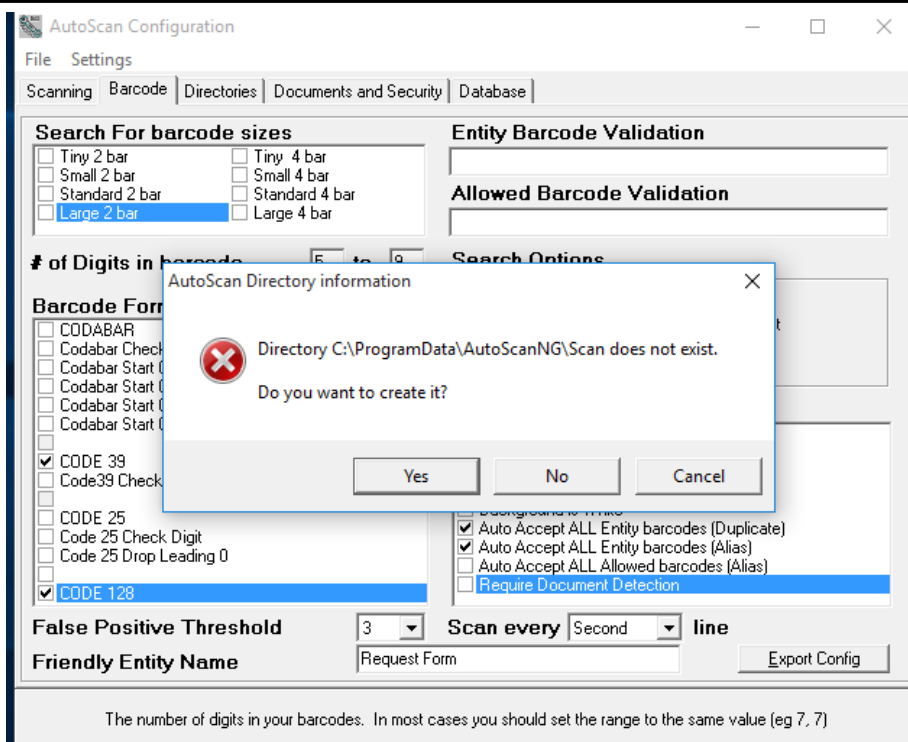 AutoScan Configuration
File Settings
Scanning Barcode Directories Documents and Security Database
Search For barcode sizes
Tiny 2 bar Tiny 4 bar
Small 2 bar Small 4 bar
Standard 2 bar Standard 4 bar
Large 2 bar Large 4 bar
Entity Barcode Validation
Allowed Barcode Validation
# of Digits in barcode 5 to 9
Search Options
AutoScan Directory information
Directory C:\ProgramData\AutoScanNG\Scan does not exist.
Do you want to create it?
Yes No Cancel
Barcode Form
CODABAR
Codabar Check
Codabar Start
Codabar Start
Codabar Start
Codabar Start
CODE 39
Code39 Check
CODE 25
Code 25 Check Digit
Code 25 Drop Leading 0
CODE 128
Auto Accept ALL Entity barcodes (Duplicate)
Auto Accept ALL Entity barcodes (Alias)
Auto Accept ALL Allowed barcodes (Alias)
Require Document Detection
False Positive Threshold 3
Scan every Second line
Friendly Entity Name Request Form
Export Config
The number of digits in your barcodes. In most cases you should set the range to the same value (eg 7, 7)